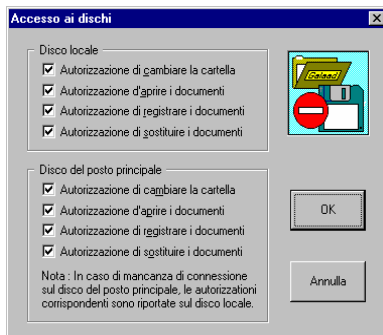 Accesso ai dischi
Disco locale
Autorizzazione di cambiare la cartella
Autorizzazione d'aprire i documenti
Autorizzazione di registrare i documenti
Autorizzazione di sostituire i documenti
Galaad
Disco del posto principale
Autorizzazione di cambiare la cartella
Autorizzazione d'aprire i documenti
Autorizzazione di registrare i documenti
Autorizzazione di sostituire i documenti
Nota : In caso di mancanza di connessione
sul disco del posto principale, le autorizzazioni
corrispondenti sono riportate sul disco locale.
OK
Annulla